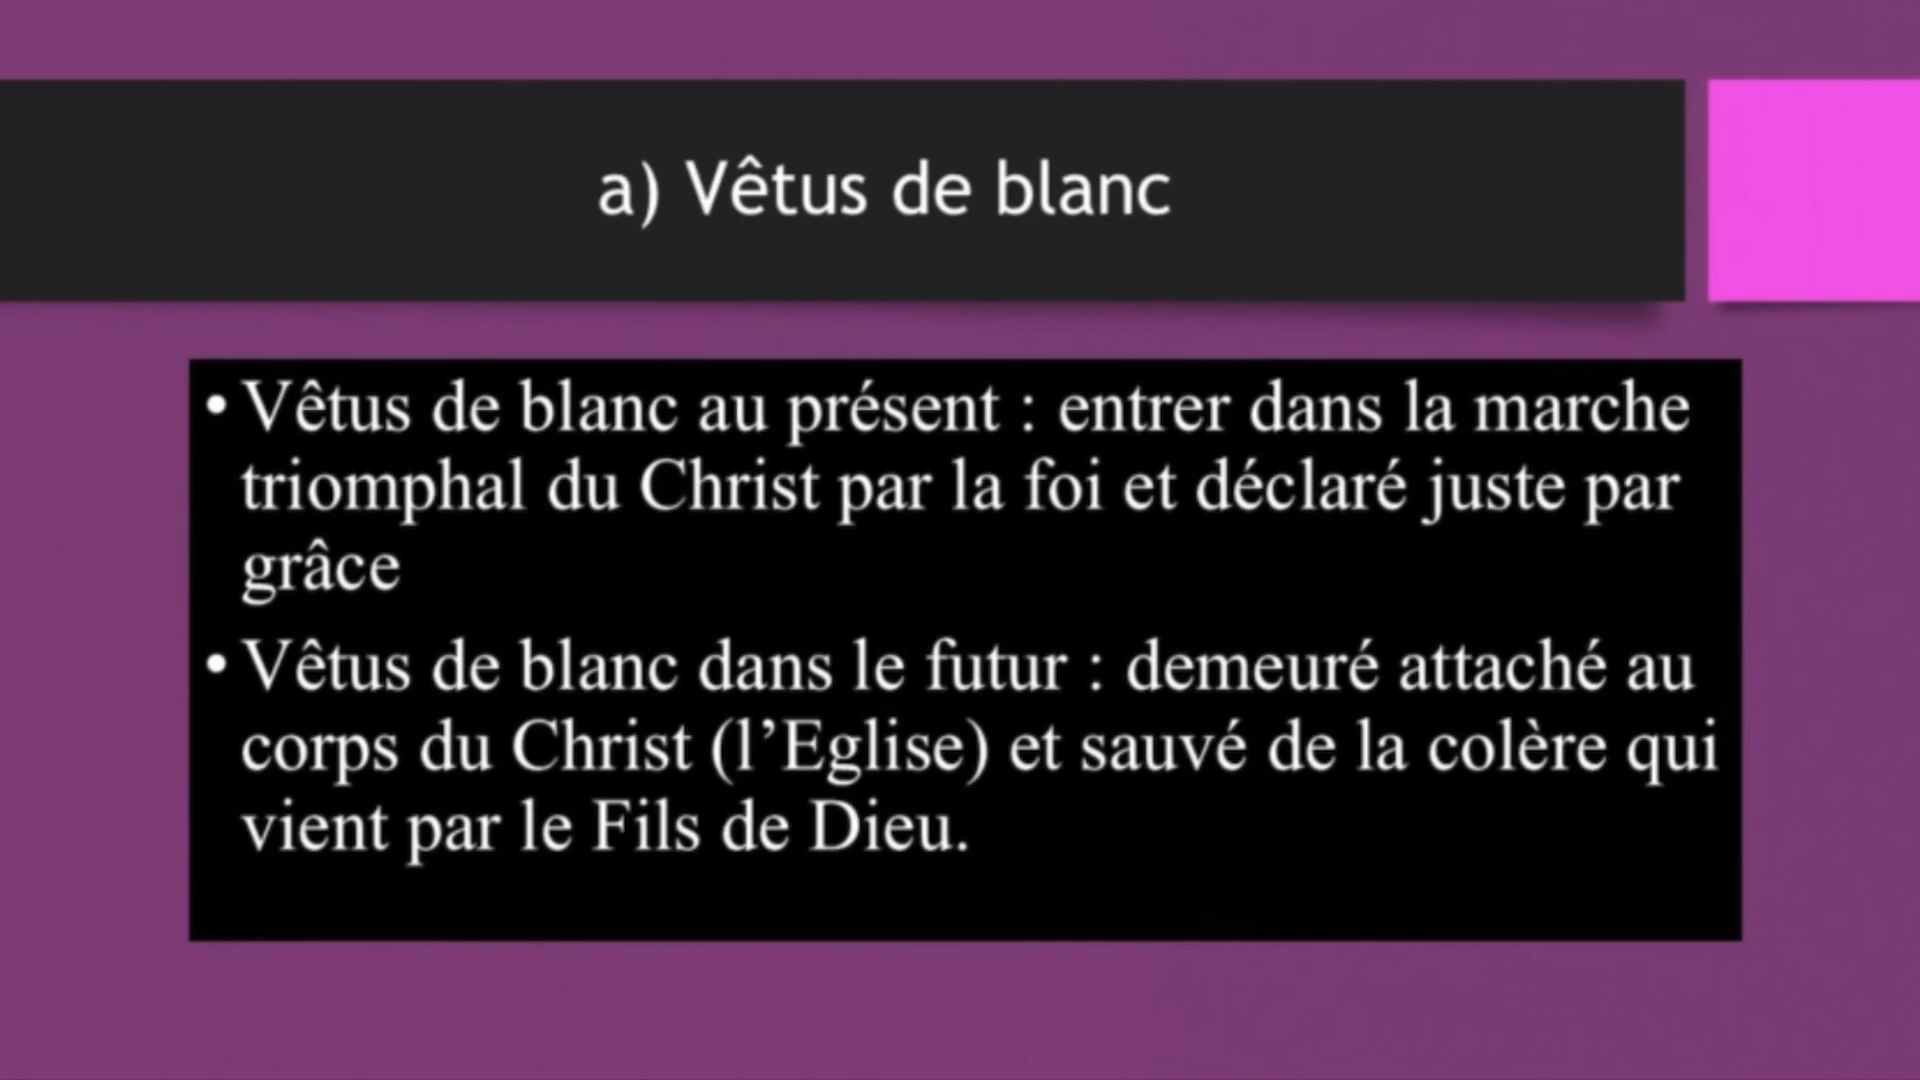 a) Vêtus de blanc
• Vêtus de blanc au présent : entrer dans la marche
triomphal du Christ par la foi et déclaré juste par
grâce
• Vêtus de blanc dans le futur : demeuré attaché au
corps du Christ (l’Eglise) et sauvé de la colère qui
vient par le Fils de Dieu.